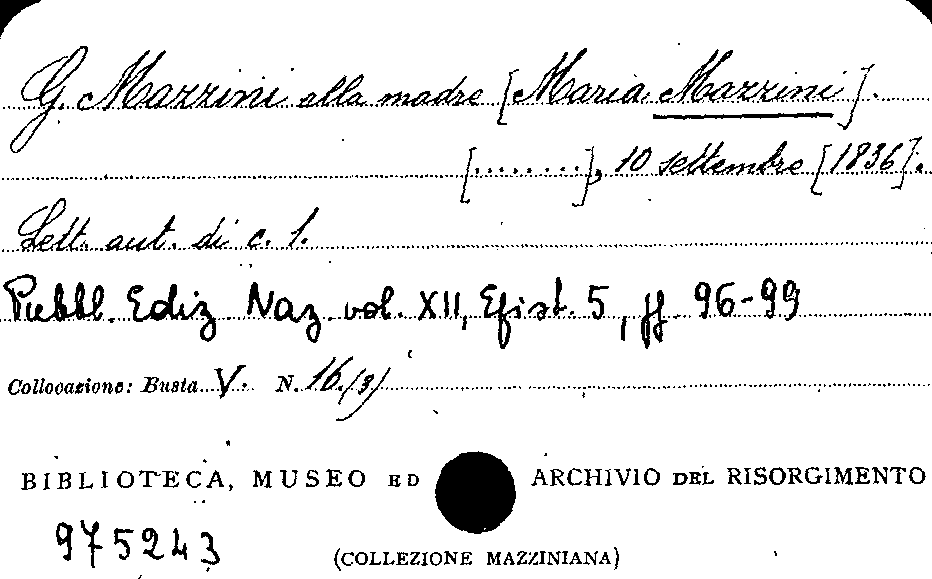 G. Mazzini alla madre [Maria Mazzini].
[........], 10 settembre [1836].
Lett. aut. di c. 1.
Pubbl. Ediz. Naz. vol. XII, Epist. 5, ff. 96-99
Collocazione: Busta V. N. 16.(3)
BIBLIOTECA, MUSEO ED ARCHIVIO DEL RISORGIMENTO
975243
(COLLEZIONE MAZZINIANA)